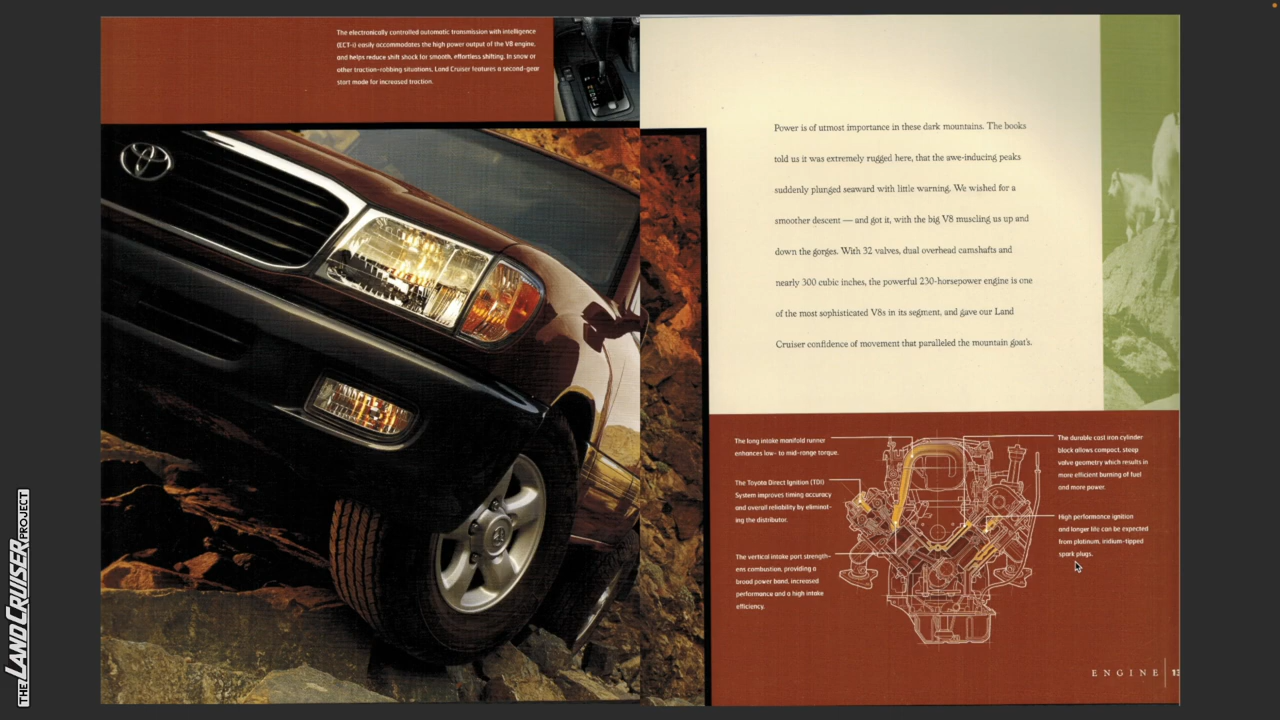 The electronically controlled automatic transmission with intelligence
(ECT-i) easily accommodates the high power output of the V8 engine,
and helps reduce shift shock for smooth, effortless shifting. In snow or
other traction-robbing situations, Land Cruiser features a second-gear
start mode for increased traction.
Power is of utmost importance in these dark mountains. The books
told us it was extremely rugged here, that the awe-inducing peaks
suddenly plunged seaward with little warning. We wished for a
smoother descent — and got it, with the big V8 muscling us up and
down the gorges. With 32 valves, dual overhead camshafts and
nearly 300 cubic inches, the powerful 230-horsepower engine is one
of the most sophisticated V8s in its segment, and gave our Land
Cruiser confidence of movement that paralleled the mountain goat's.
The long intake manifold runner
enhances low- to mid-range torque.
The Toyota Direct Ignition (TDI)
System improves timing accuracy
and overall reliability by eliminat-
ing the distributor.
The vertical intake port strength-
ens combustion, providing a
broad power band, increased
performance and a high intake
efficiency.
The durable cast iron cylinder
block allows compact, steep
valve geometry which results in
more efficient burning of fuel
and more power.
High performance ignition
and longer life can be expected
from platinum, iridium-tipped
spark plugs.
ENGINE
THE LAND CRUISER PROJECT